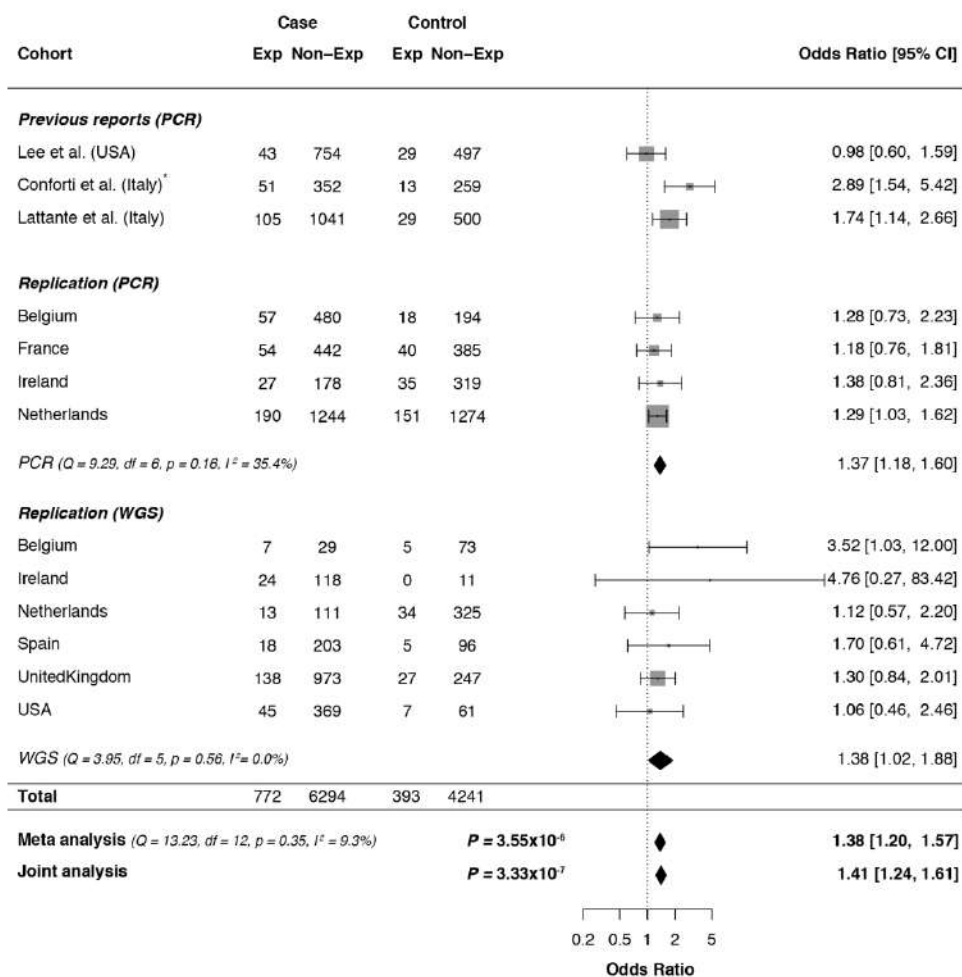 Case Control
Cohort Exp Non–Exp Exp Non–Exp Odds Ratio [95% CI]
Previous reports (PCR)
Lee et al. (USA) 43 754 29 497 0.98 [0.60, 1.59]
Conforti et al. (Italy)* 51 352 13 259 2.89 [1.54, 5.42]
Lattante et al. (Italy) 105 1041 29 500 1.74 [1.14, 2.66]
Replication (PCR)
Belgium 57 480 18 194 1.28 [0.73, 2.23]
France 54 442 40 385 1.18 [0.76, 1.81]
Ireland 27 178 35 319 1.38 [0.81, 2.36]
Netherlands 190 1244 151 1274 1.29 [1.03, 1.62]
PCR (Q = 9.29, df = 6, p = 0.16, I² = 35.4%) 1.37 [1.18, 1.60]
Replication (WGS)
Belgium 7 29 5 73 3.52 [1.03, 12.00]
Ireland 24 118 0 11 4.76 [0.27, 83.42]
Netherlands 13 111 34 325 1.12 [0.57, 2.20]
Spain 18 203 5 96 1.70 [0.61, 4.72]
UnitedKingdom 138 973 27 247 1.30 [0.84, 2.01]
USA 45 369 7 61 1.06 [0.46, 2.46]
WGS (Q = 3.95, df = 5, p = 0.56, I²= 0.0%) 1.38 [1.02, 1.88]
Total 772 6294 393 4241
Meta analysis (Q = 13.23, df = 12, p = 0.35, I² = 9.3%) P = 3.55x10⁻⁶ 1.38 [1.20, 1.57]
Joint analysis P = 3.33x10⁻⁷ 1.41 [1.24, 1.61]
0.2 0.5 1 2 5
Odds Ratio